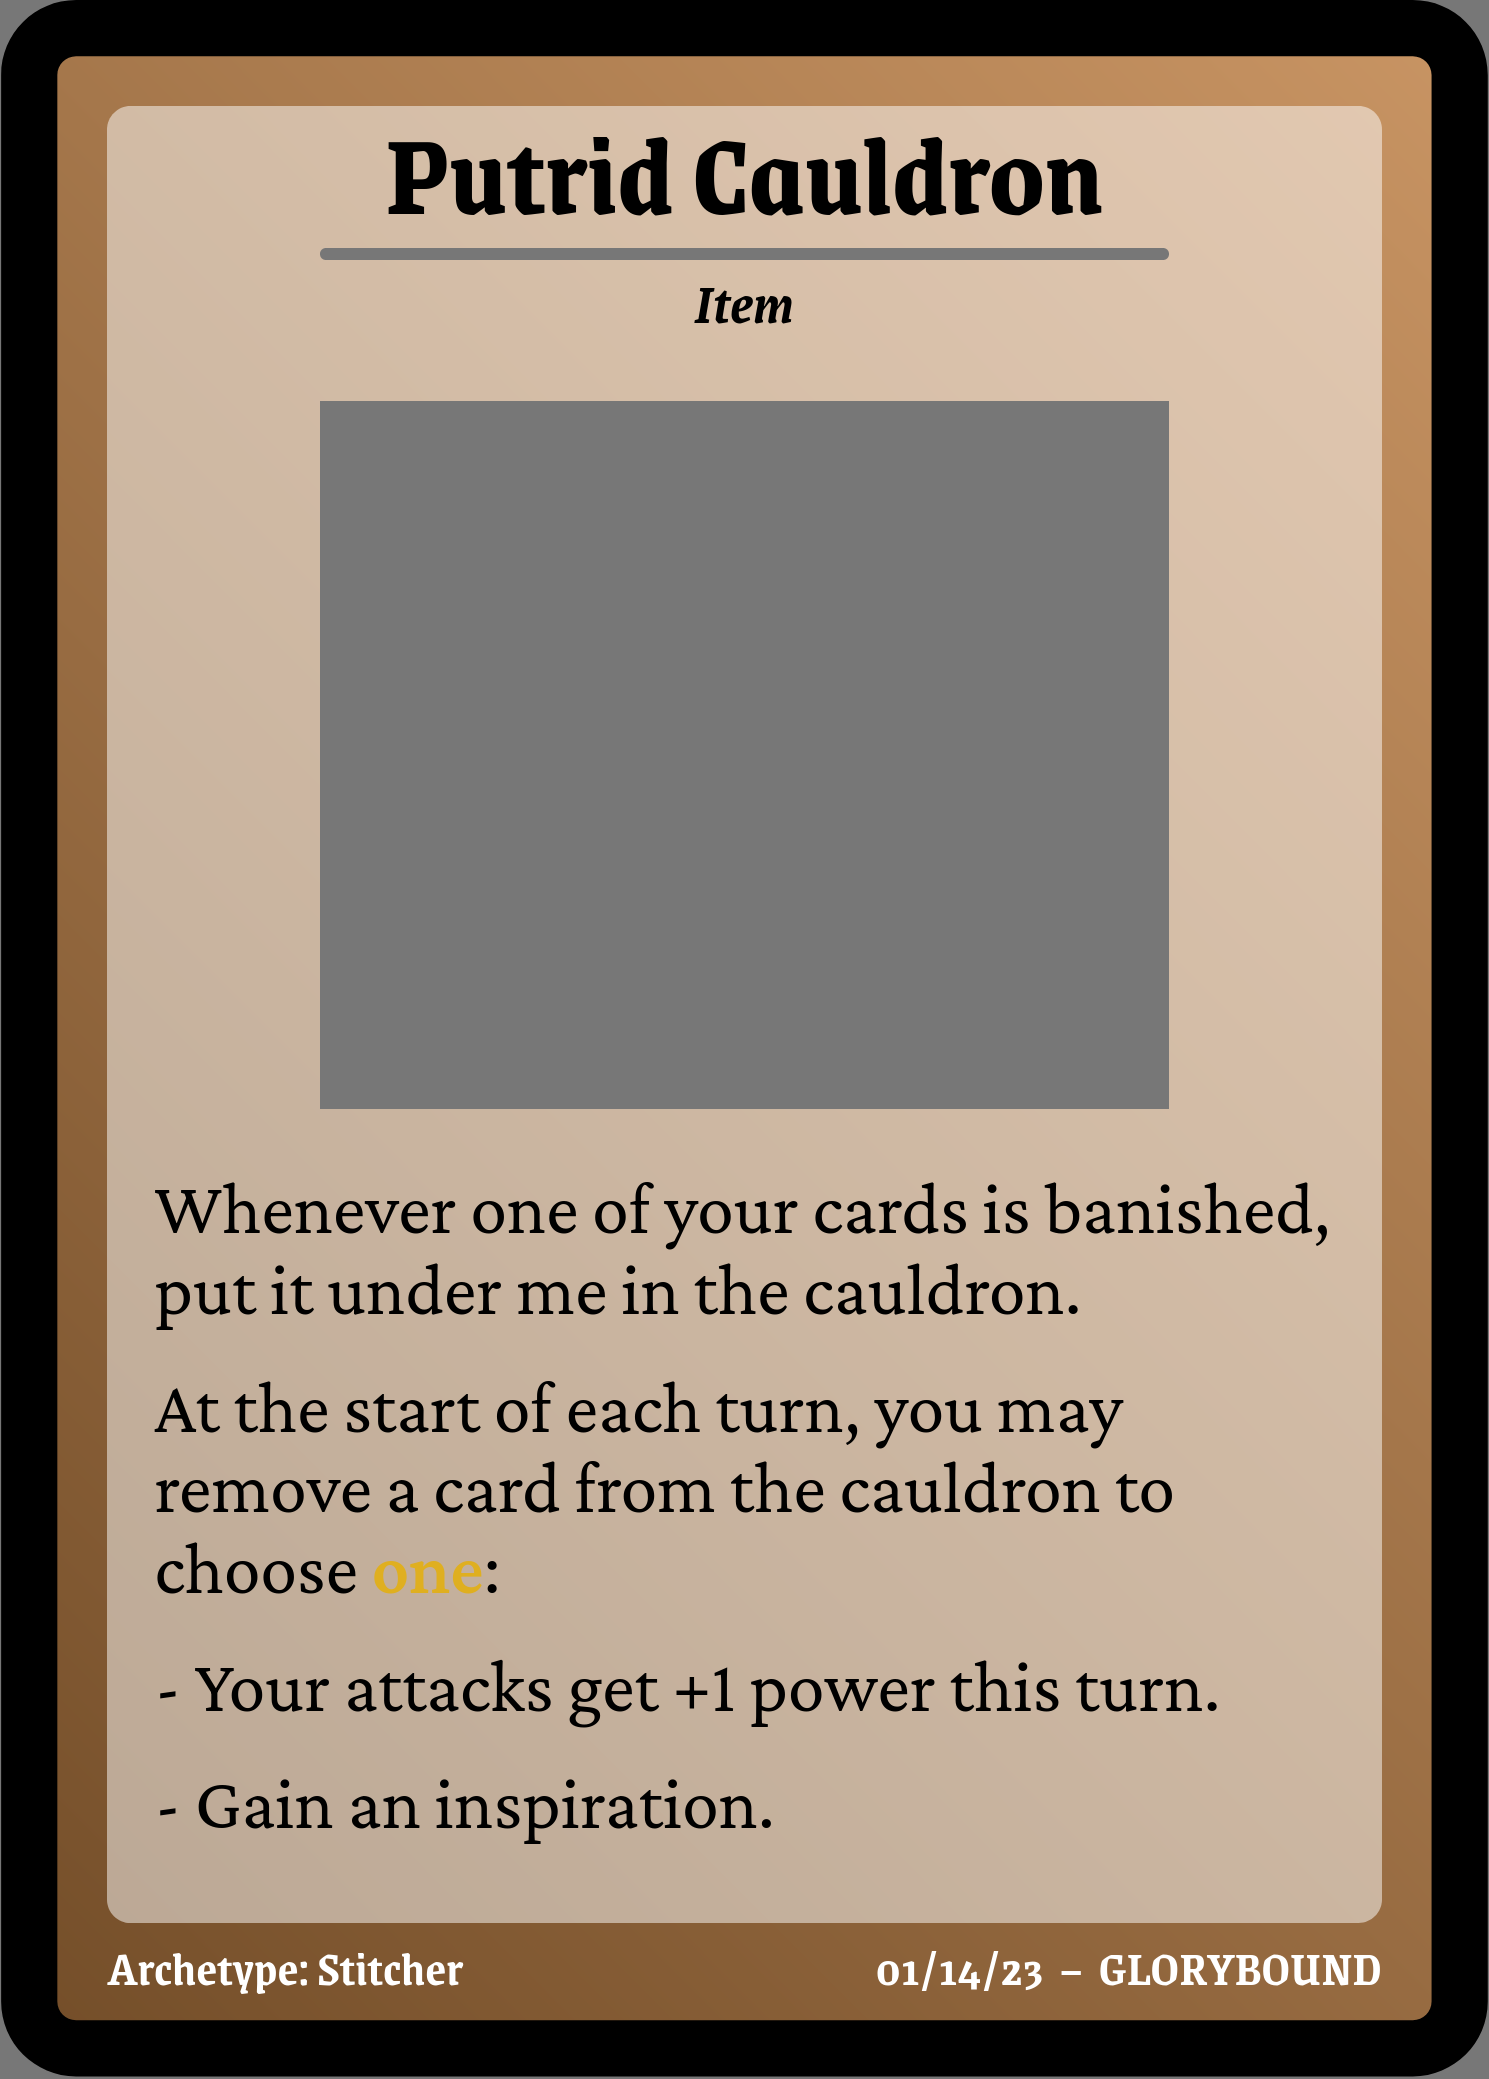 Putrid Cauldron
Item
Whenever one of your cards is banished,
put it under me in the cauldron.
At the start of each turn, you may
remove a card from the cauldron to
choose one:
- Your attacks get +1 power this turn.
- Gain an inspiration.
Archetype: Stitcher
01/14/23 – GLORYBOUND